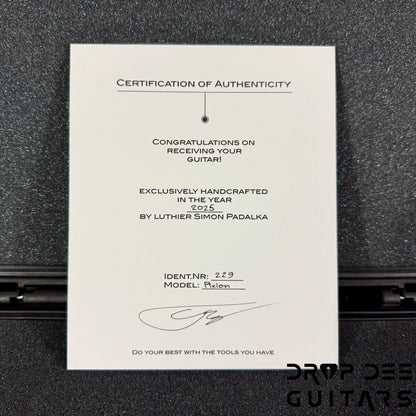 CERTIFICATION OF AUTHENTICITY
CONGRATULATIONS ON
RECEIVING YOUR
GUITAR!
EXCLUSIVELY HANDCRAFTED
IN THE YEAR
2025
BY LUTHIER SIMON PADALKA
IDENT.NR: 229
MODEL: Axion
DO YOUR BEST WITH THE TOOLS YOU HAVE
DROP DEE
GUITARS